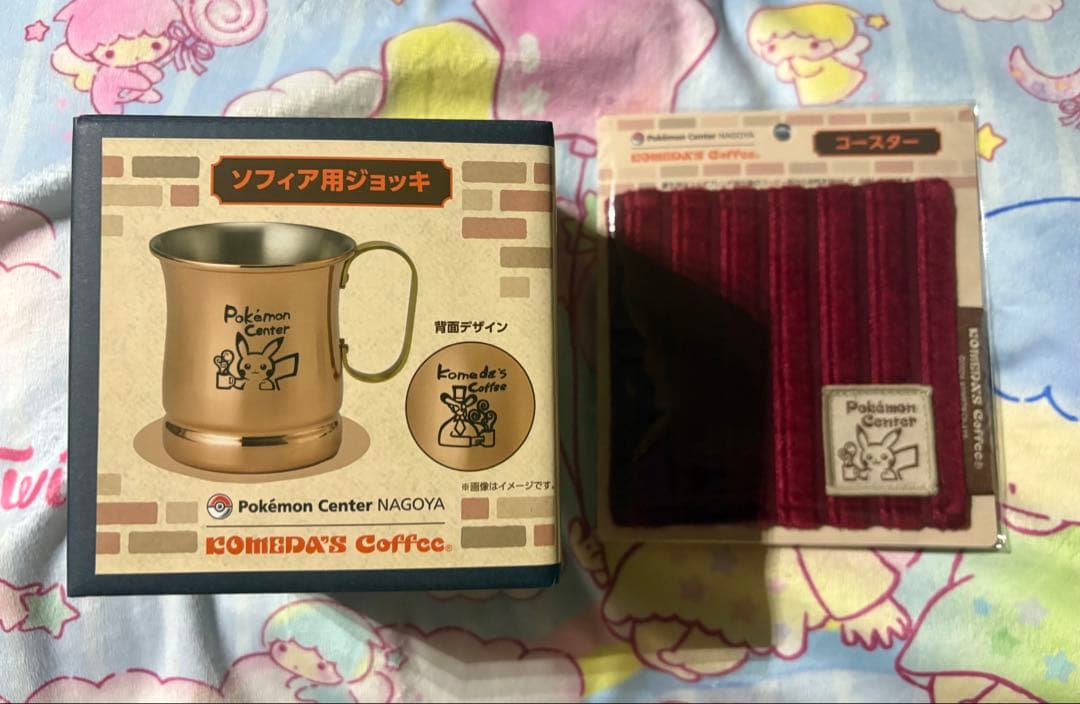 ソフィア用ジョッキ
Pokémon
Center
背面デザイン
Komeda's
Coffee
※画像はイメージです。
Pokémon Center NAGOYA
KOMEDA'S Coffee®
Pokémon Center NAGOYA
KOMEDA'S Coffee®
コースター
Pokémon
Center
KOMEDA'S Coffee®
Twi